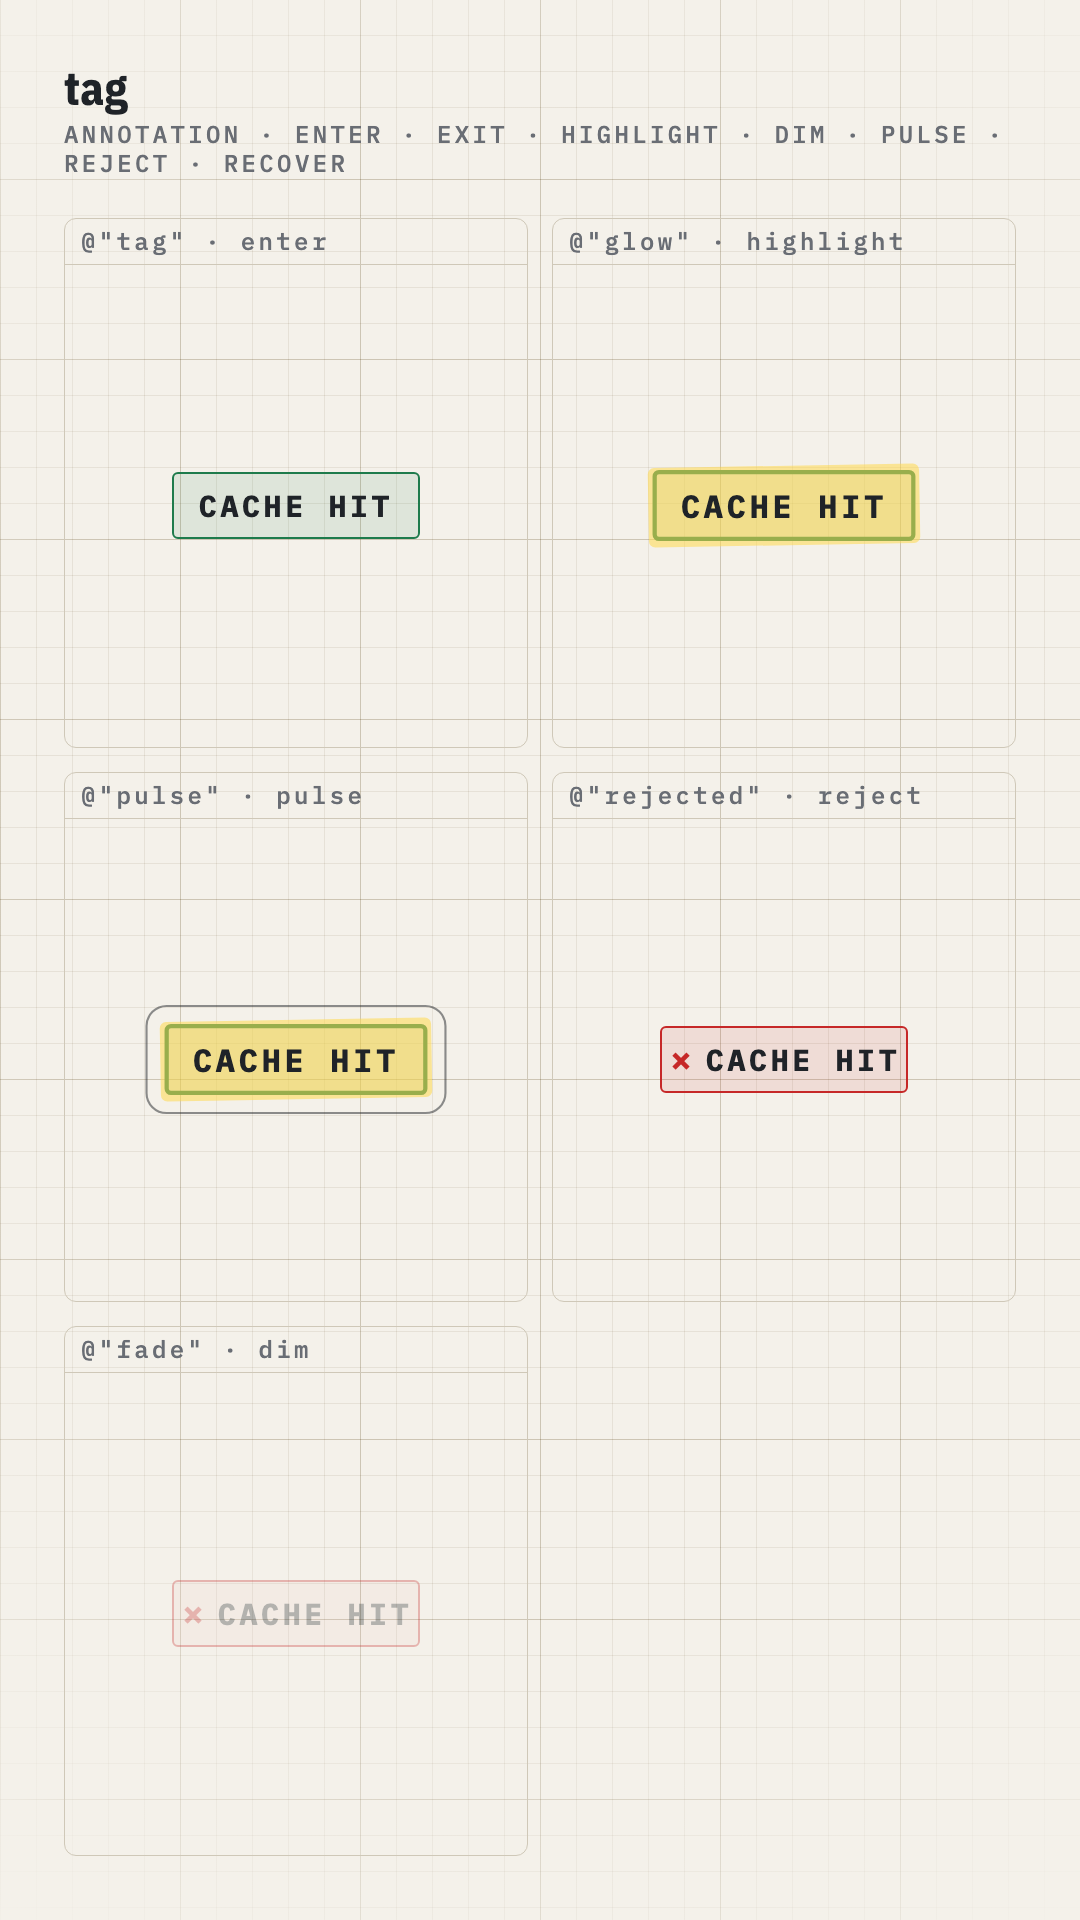 tag
ANNOTATION · ENTER · EXIT · HIGHLIGHT · DIM · PULSE ·
REJECT · RECOVER
@"tag" · enter
@"glow" · highlight
CACHE HIT
CACHE HIT
@"pulse" · pulse
@"rejected" · reject
CACHE HIT
× CACHE HIT
@"fade" · dim
× CACHE HIT